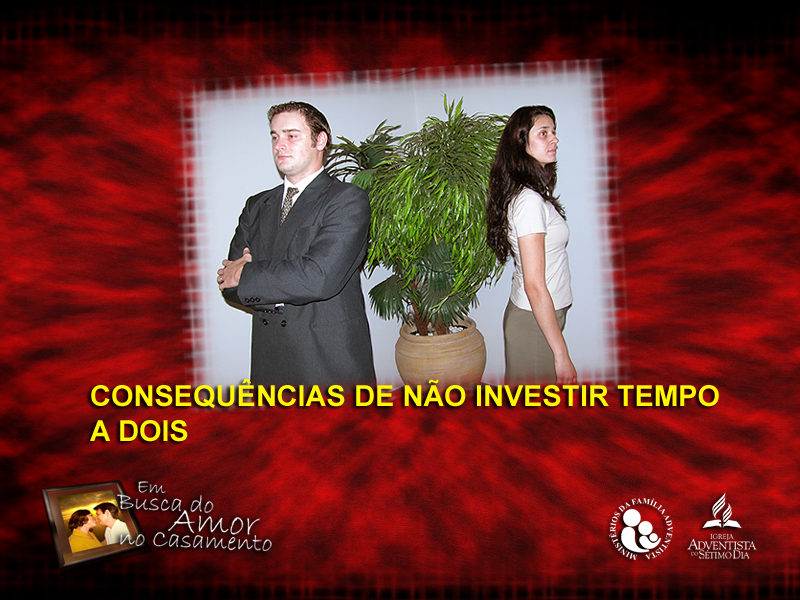 CONSEQUÊNCIAS DE NÃO INVESTIR TEMPO
A DOIS
Em
Busca do
Amor
no Casamento
MINISTÉRIOS DA FAMÍLIA ADVENTISTA
IGREJA
ADVENTISTA
DO SÉTIMO DIA